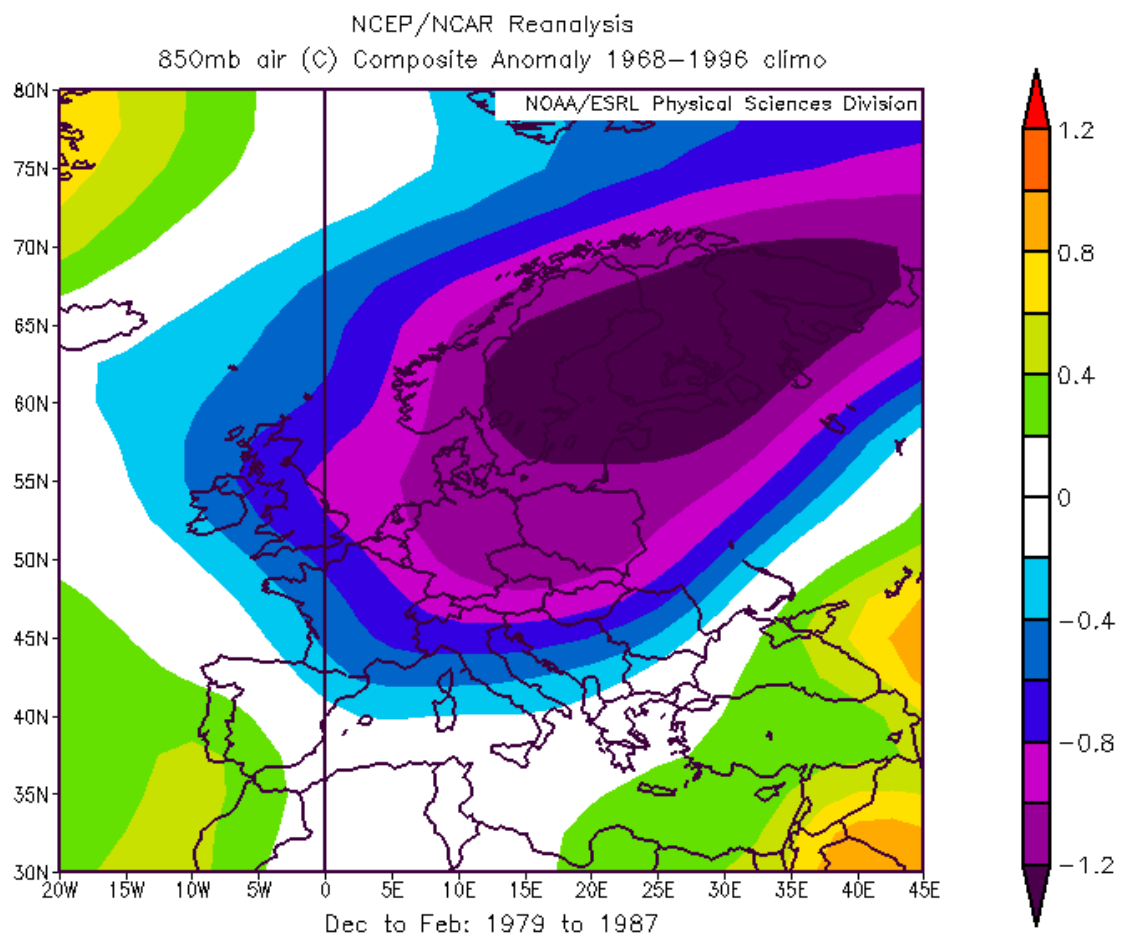 NCEP/NCAR Reanalysis
850mb air (C) Composite Anomaly 1968-1996 climo
NOAA/ESRL Physical Sciences Division
80N
75N
70N
65N
60N
55N
50N
45N
40N
35N
30N
20W 15W 10W 5W 0 5E 10E 15E 20E 25E 30E 35E 40E 45E
Dec to Feb: 1979 to 1987
1.2
0.8
0.4
0
-0.4
-0.8
-1.2